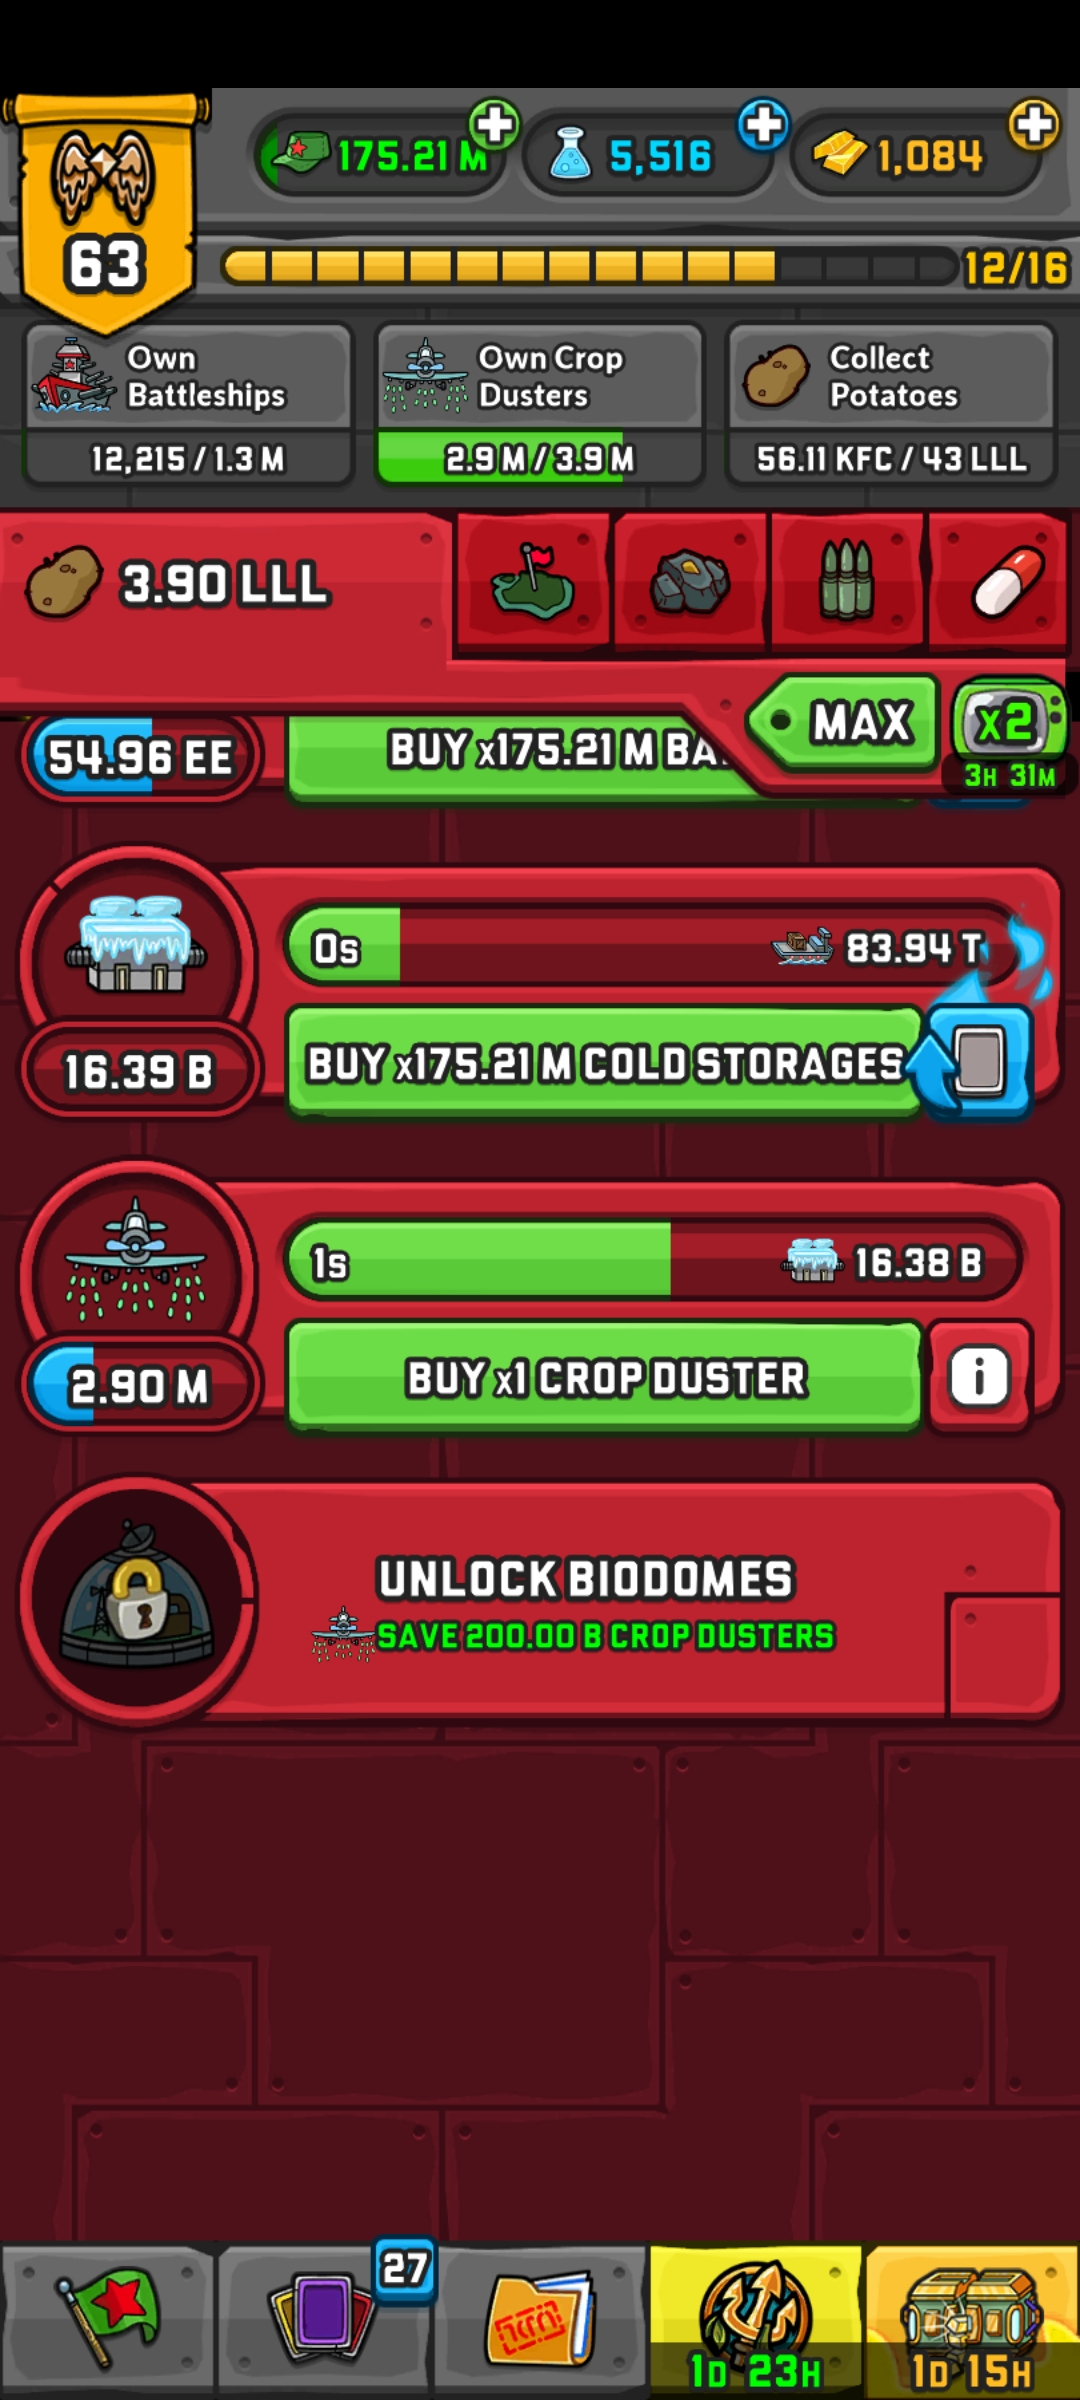 175.21 M
5,516
1,084
63
12/16
Own
Battleships
12,215 / 1.3 M
Own Crop
Dusters
2.9 M / 3.9 M
Collect
Potatoes
56.11 KFC / 43 LLL
3.90 LLL
MAX
x2
3H 31M
54.96 EE
BUY x175.21 M BA
0s
83.94 T
16.39 B
BUY x175.21 M COLD STORAGES
1s
16.38 B
2.90 M
BUY x1 CROP DUSTER
i
UNLOCK BIODOMES
SAVE 200.00 B CROP DUSTERS
27
1D 23H
1D 15H